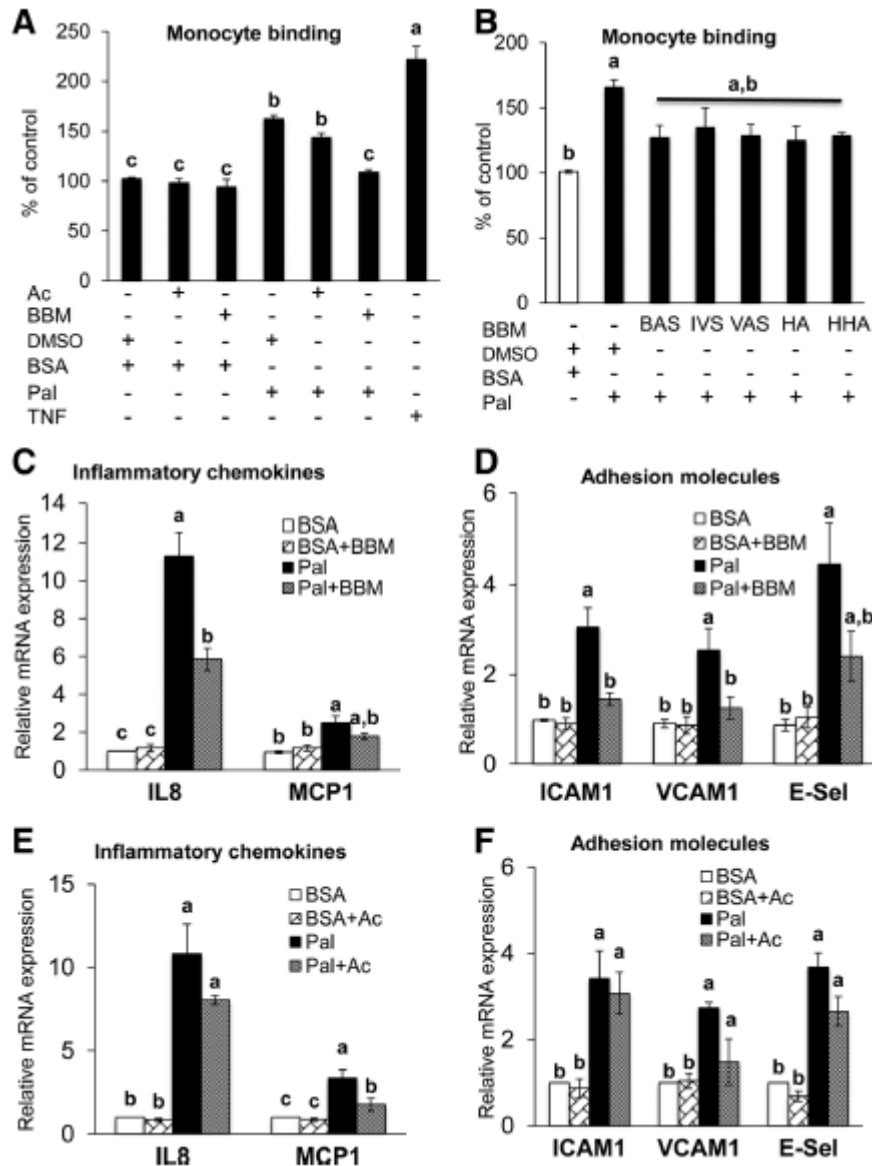 A
Monocyte binding
% of control
250
200
150
100
50
0
c c c b b c a
Ac - + - - + - -
BBM - - + - - + -
DMSO + - - + - - -
BSA + + + - - - -
Pal - - - + + + -
TNF - - - - - - +
B
Monocyte binding
% of control
200
150
100
50
0
b a a,b
BBM - - BAS IVS VAS HA HHA
DMSO + + - - - - -
BSA + - - - - - -
Pal - + + + + + +
C
Inflammatory chemokines
Relative mRNA expression
14
12
10
8
6
4
2
0
BSA
BSA+BBM
Pal
Pal+BBM
c c a b b b a a,b
IL8 MCP1
D
Adhesion molecules
Relative mRNA expression
6
4
2
0
BSA
BSA+BBM
Pal
Pal+BBM
b b a b b b a b b b a a,b
ICAM1 VCAM1 E-Sel
E
Inflammatory chemokines
Relative mRNA expression
15
10
5
0
BSA
BSA+Ac
Pal
Pal+Ac
b b a a c c a b
IL8 MCP1
F
Adhesion molecules
Relative mRNA expression
6
4
2
0
BSA
BSA+Ac
Pal
Pal+Ac
b b a a b b a a b b a a
ICAM1 VCAM1 E-Sel